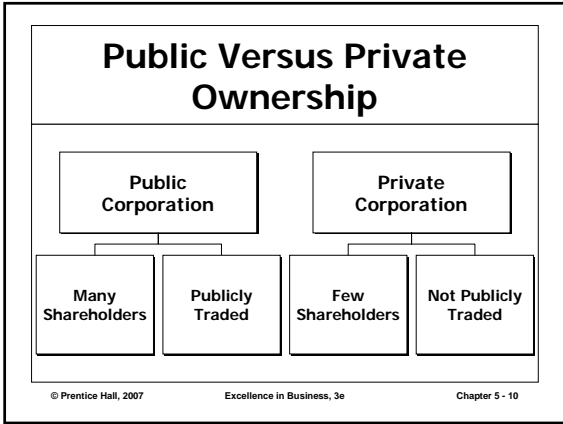 Public Versus Private
Ownership
Public
Corporation
Private
Corporation
Many
Shareholders
Publicly
Traded
Few
Shareholders
Not Publicly
Traded
© Prentice Hall, 2007
Excellence in Business, 3e
Chapter 5 - 10